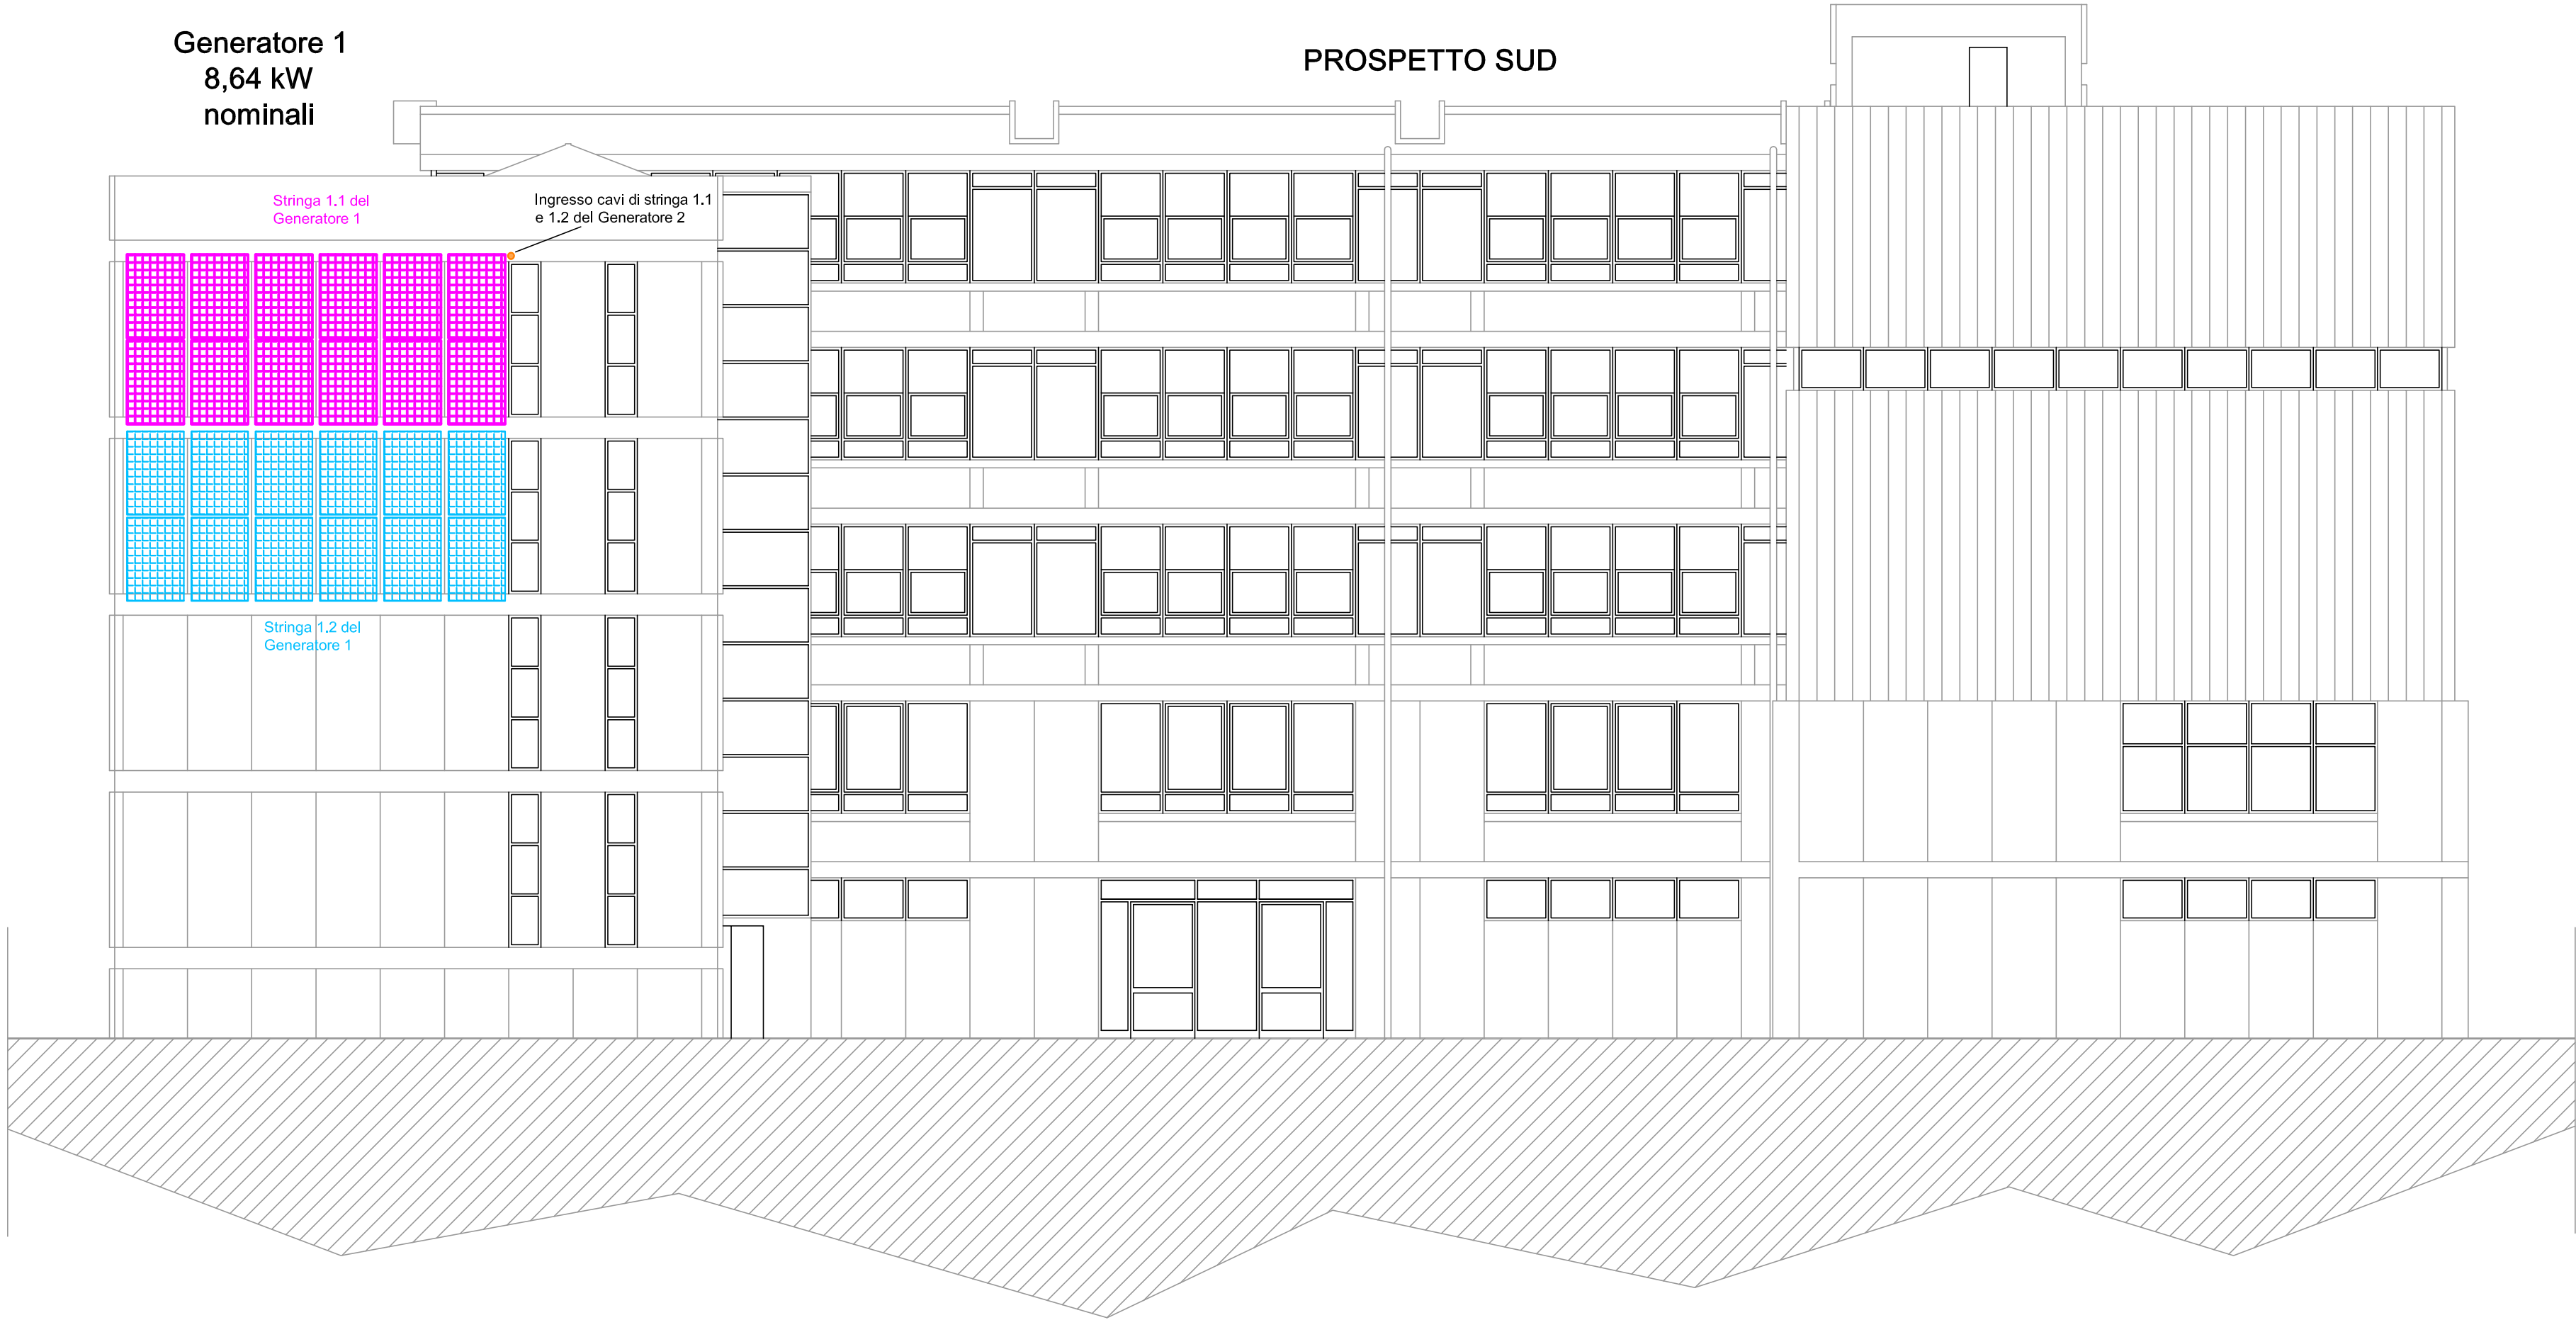 Generatore 1
8,64 kW
nominali
PROSPETTO SUD
Stringa 1.1 del
Generatore 1
Ingresso cavi di stringa 1.1
e 1.2 del Generatore 2
Stringa 1.2 del
Generatore 1